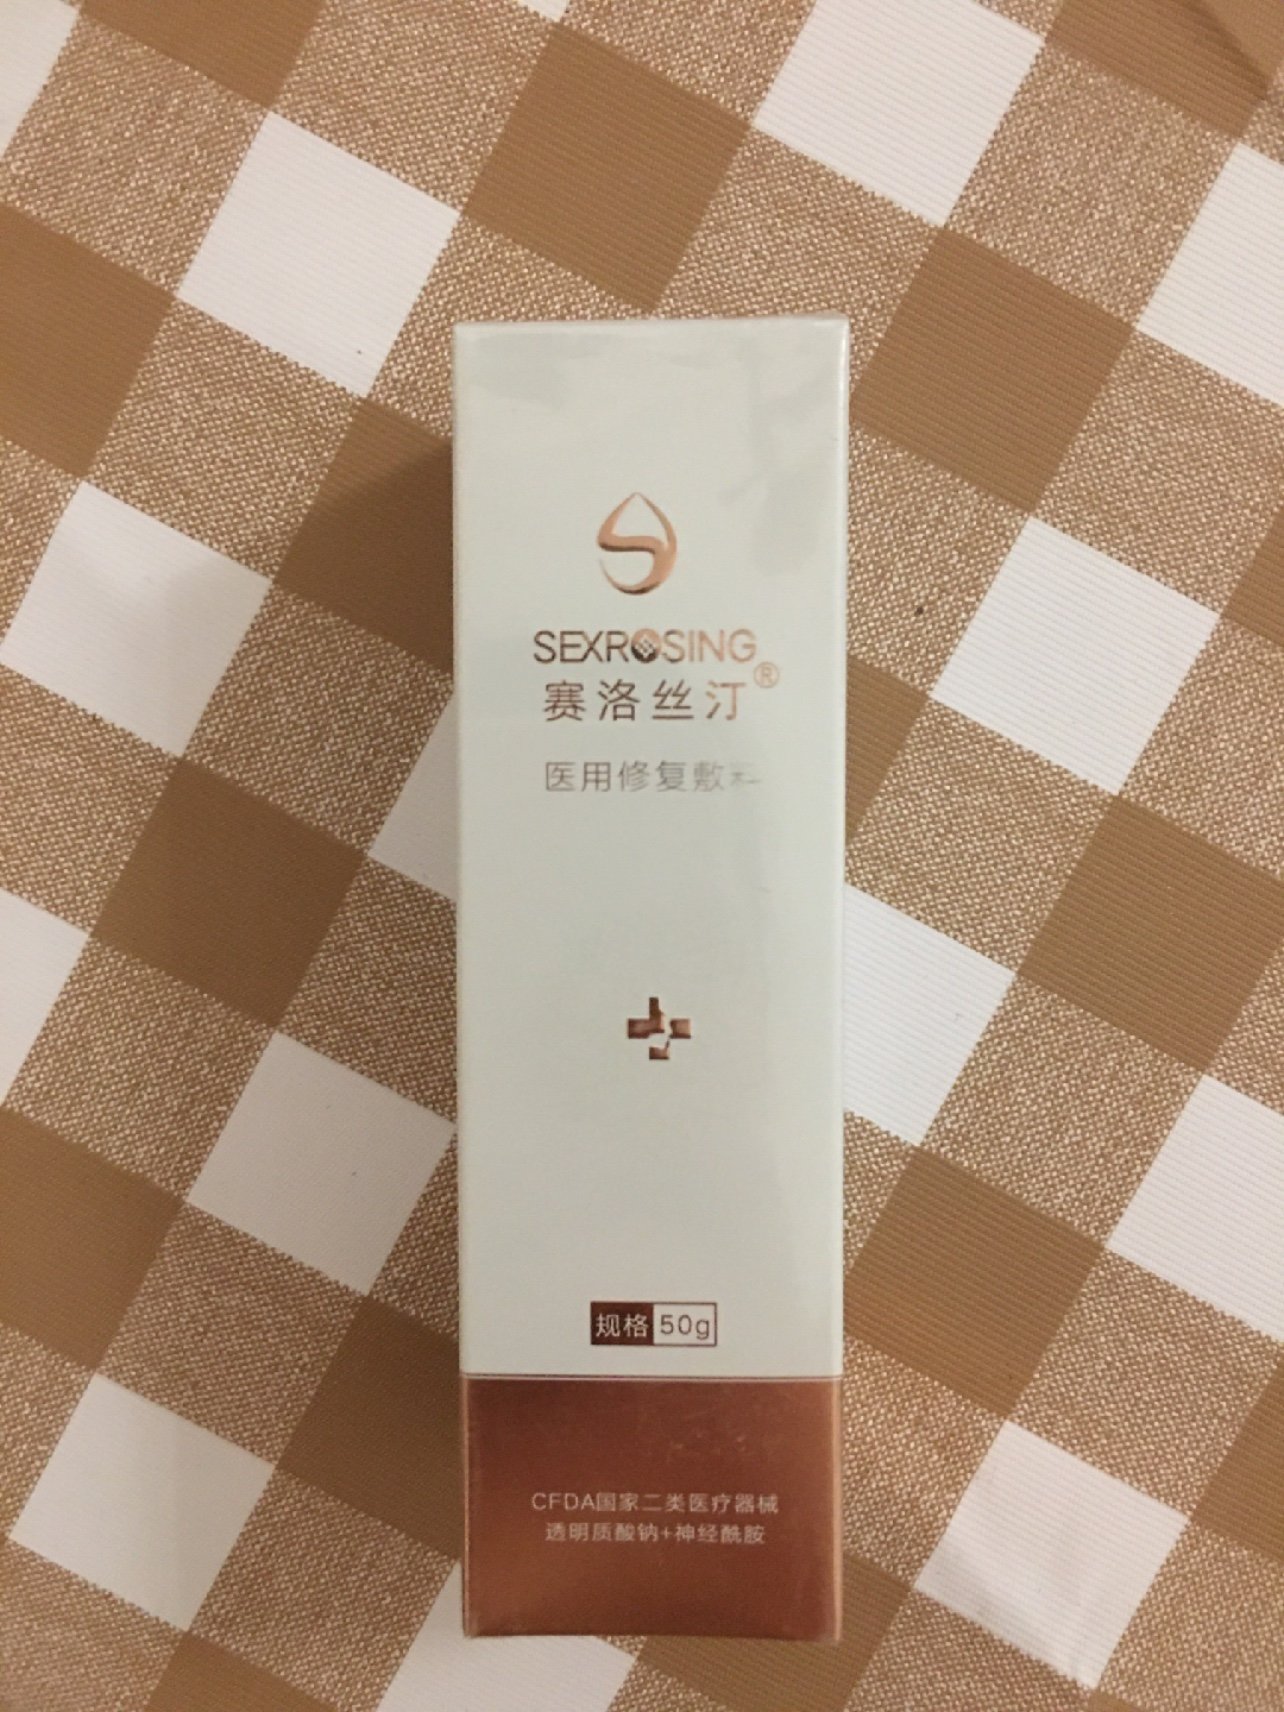 SEXROSING
赛洛丝汀®
医用修复敷料
规格 50g
CFDA国家二类医疗器械
透明质酸钠+神经酰胺